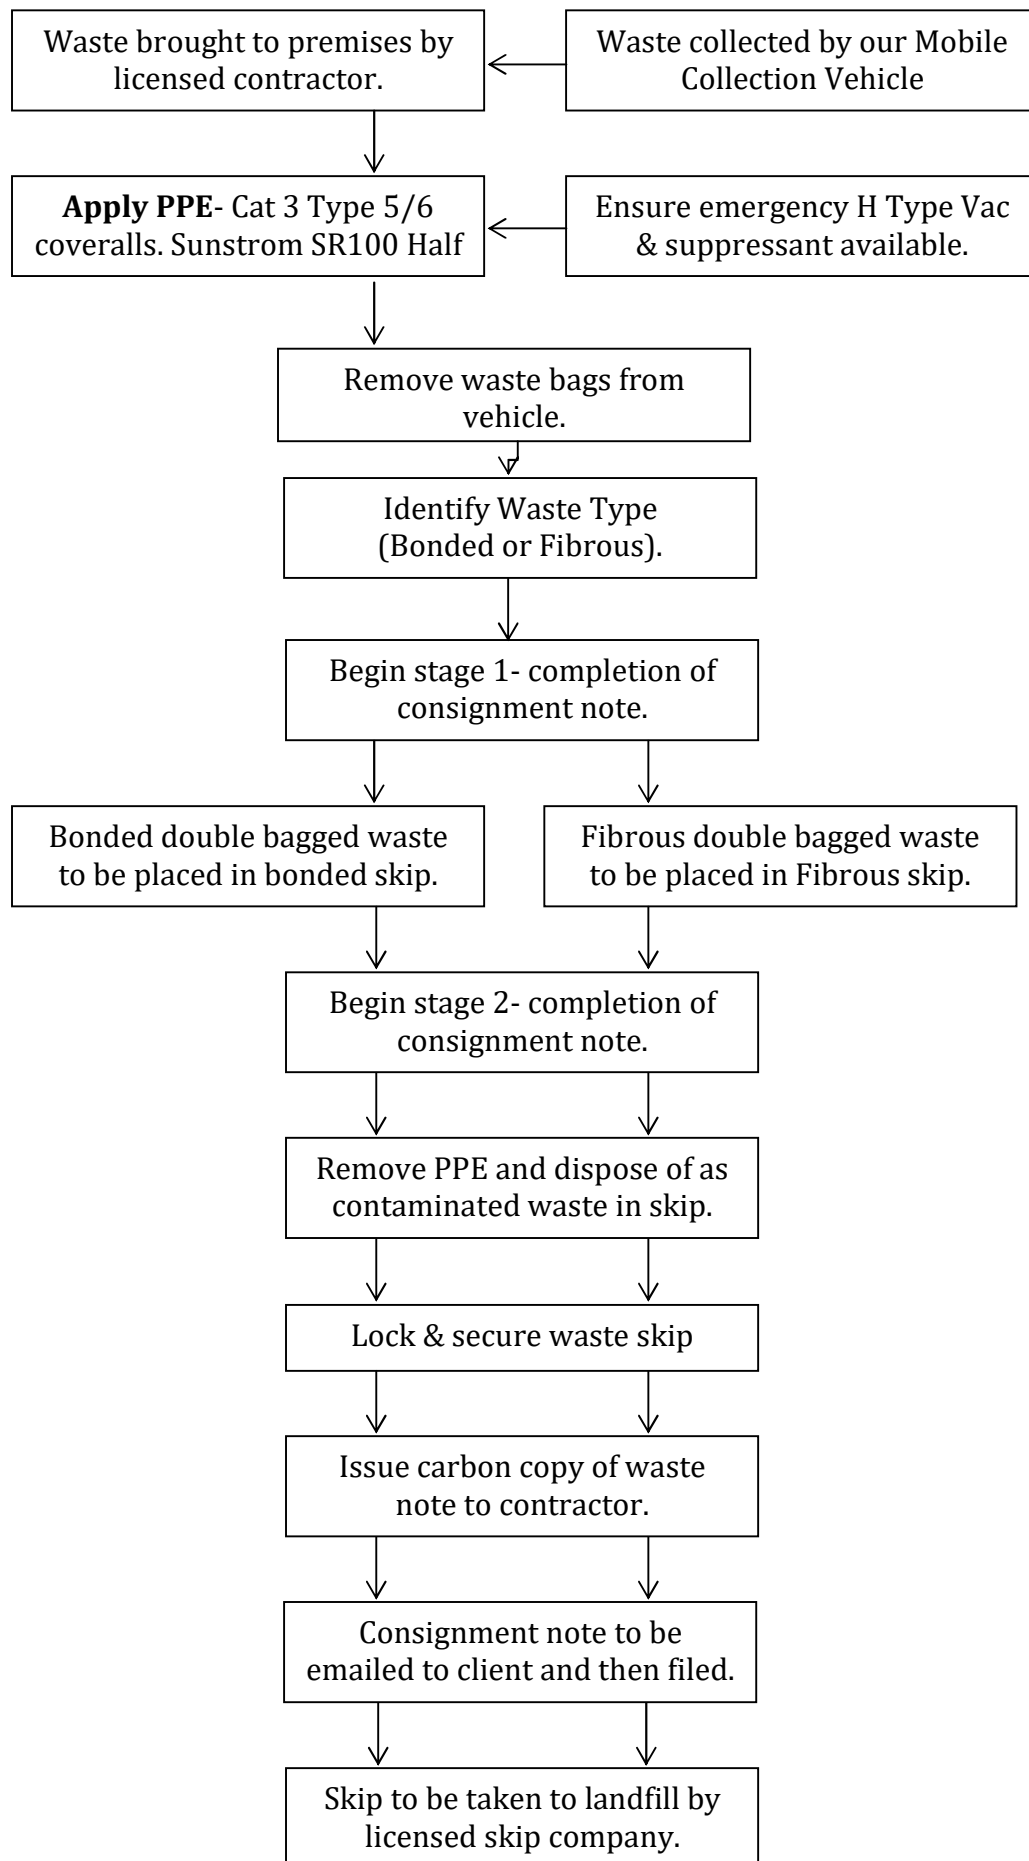 Waste brought to premises by
licensed contractor.
Waste collected by our Mobile
Collection Vehicle
Apply PPE- Cat 3 Type 5/6
coveralls. Sunstrom SR100 Half
Ensure emergency H Type Vac
& suppressant available.
Remove waste bags from
vehicle.
Identify Waste Type
(Bonded or Fibrous).
Begin stage 1- completion of
consignment note.
Bonded double bagged waste
to be placed in bonded skip.
Fibrous double bagged waste
to be placed in Fibrous skip.
Begin stage 2- completion of
consignment note.
Remove PPE and dispose of as
contaminated waste in skip.
Lock & secure waste skip
Issue carbon copy of waste
note to contractor.
Consignment note to be
emailed to client and then filed.
Skip to be taken to landfill by
licensed skip company.